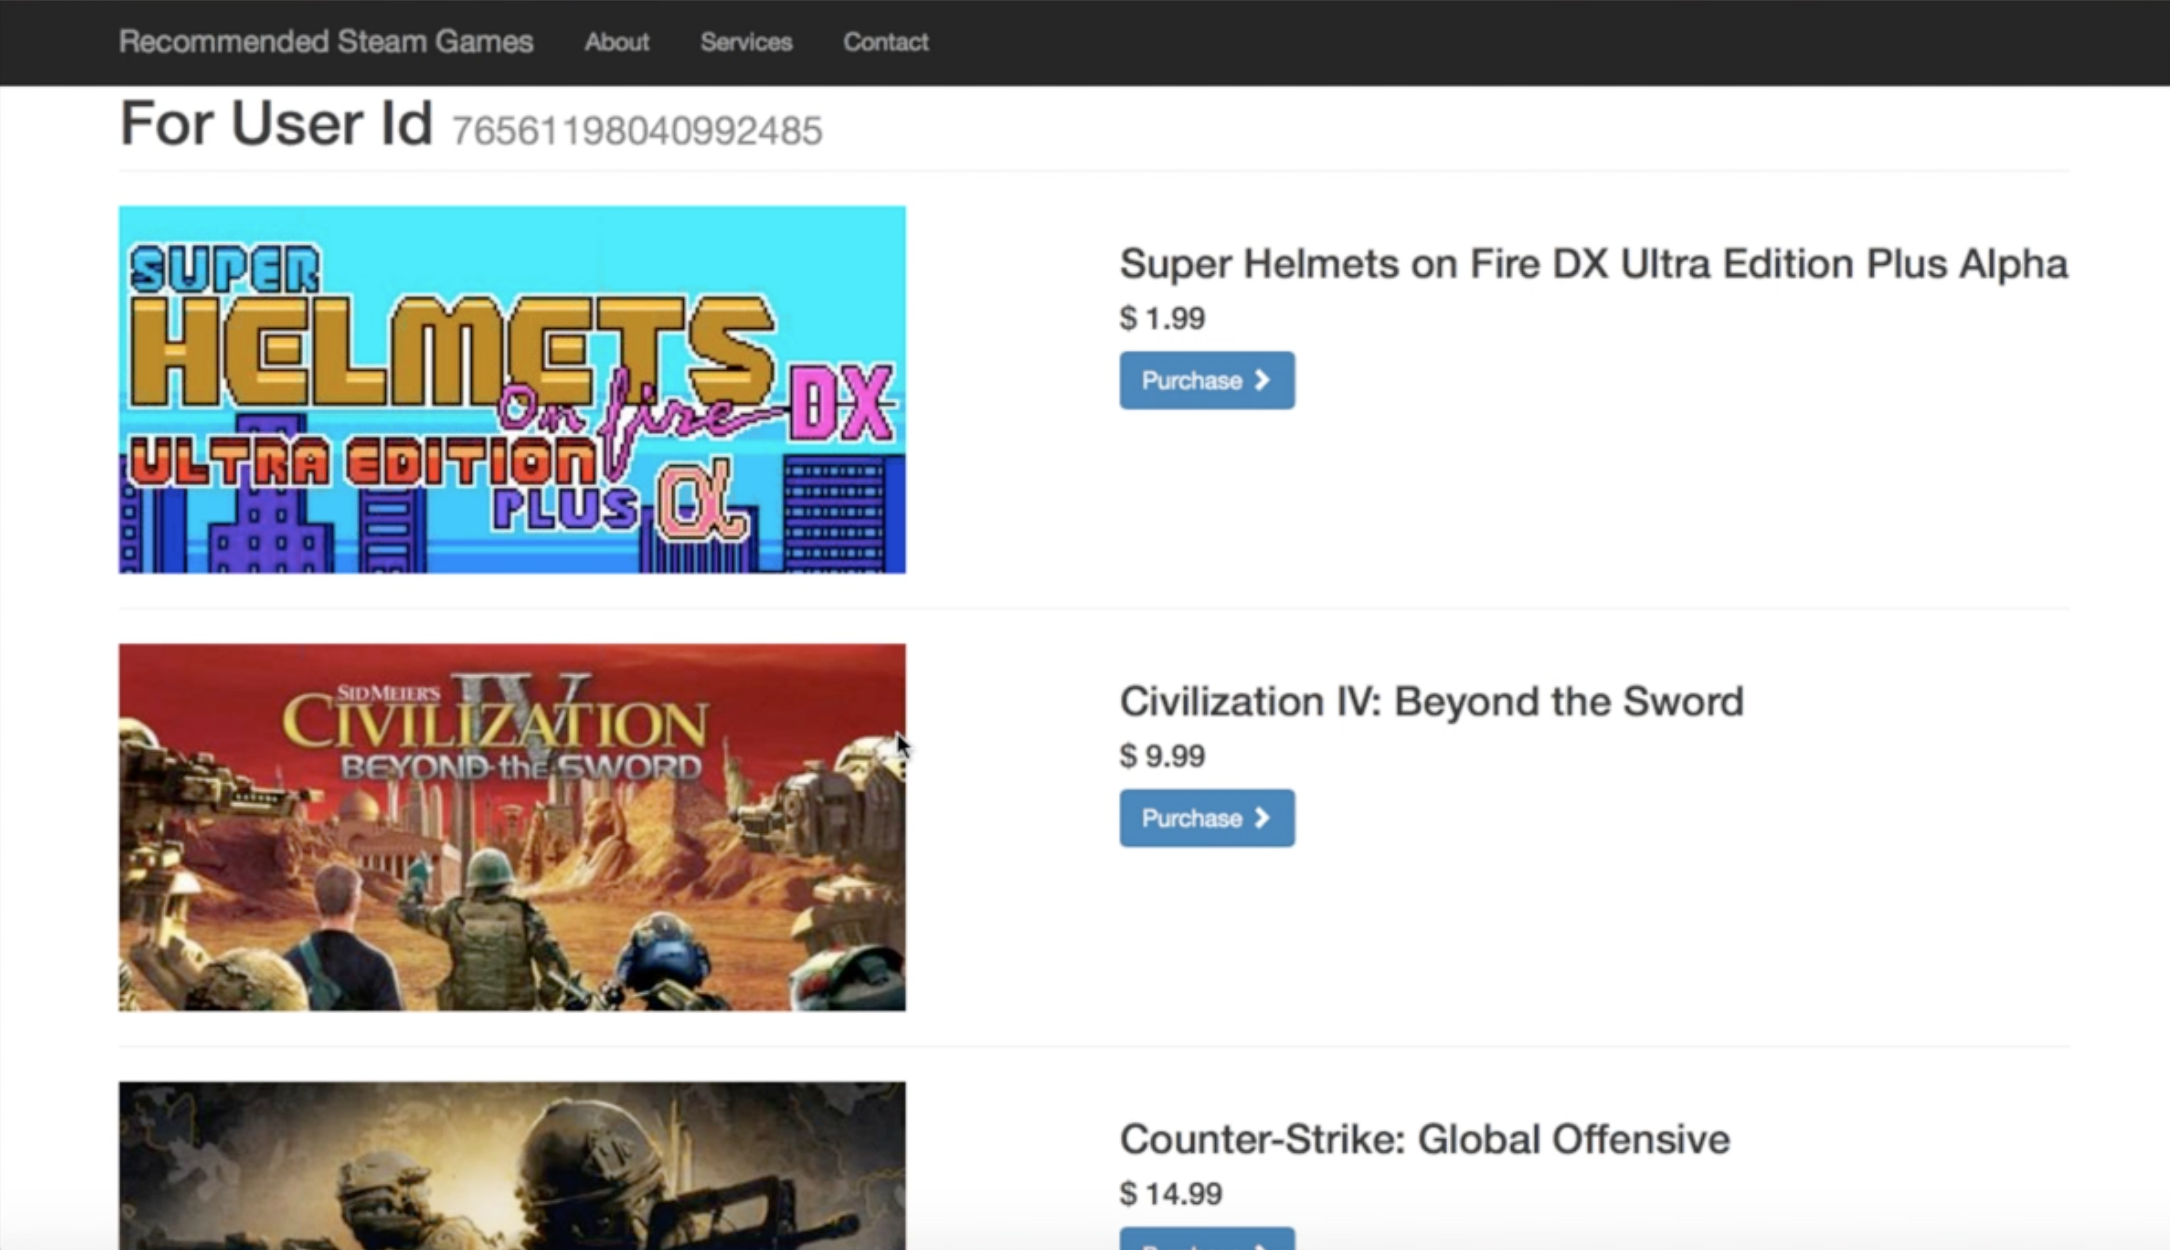 Recommended Steam Games About Services Contact
For User Id 76561198040992485
SUPER
HELMETS
On fire DX
ULTRA EDITION
PLUS α
Super Helmets on Fire DX Ultra Edition Plus Alpha
$ 1.99
Purchase
SID MEIER'S
IV
CIVILIZATION
BEYOND the SWORD
Civilization IV: Beyond the Sword
$ 9.99
Purchase
Counter-Strike: Global Offensive
$ 14.99